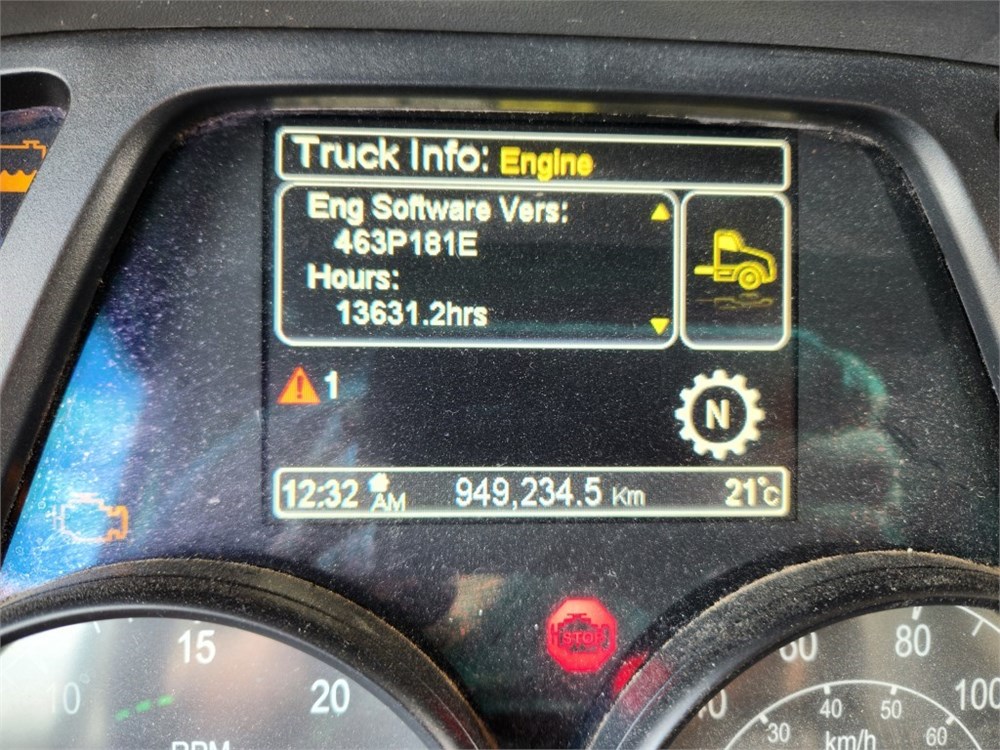 Truck Info: Engine
Eng Software Vers:
463P181E
Hours:
13631.2hrs
1
N
12:32 AM 949,234.5 Km 21°C
STOP
15
10
20
RPM
60
80
100
40
50
30
60
km/h